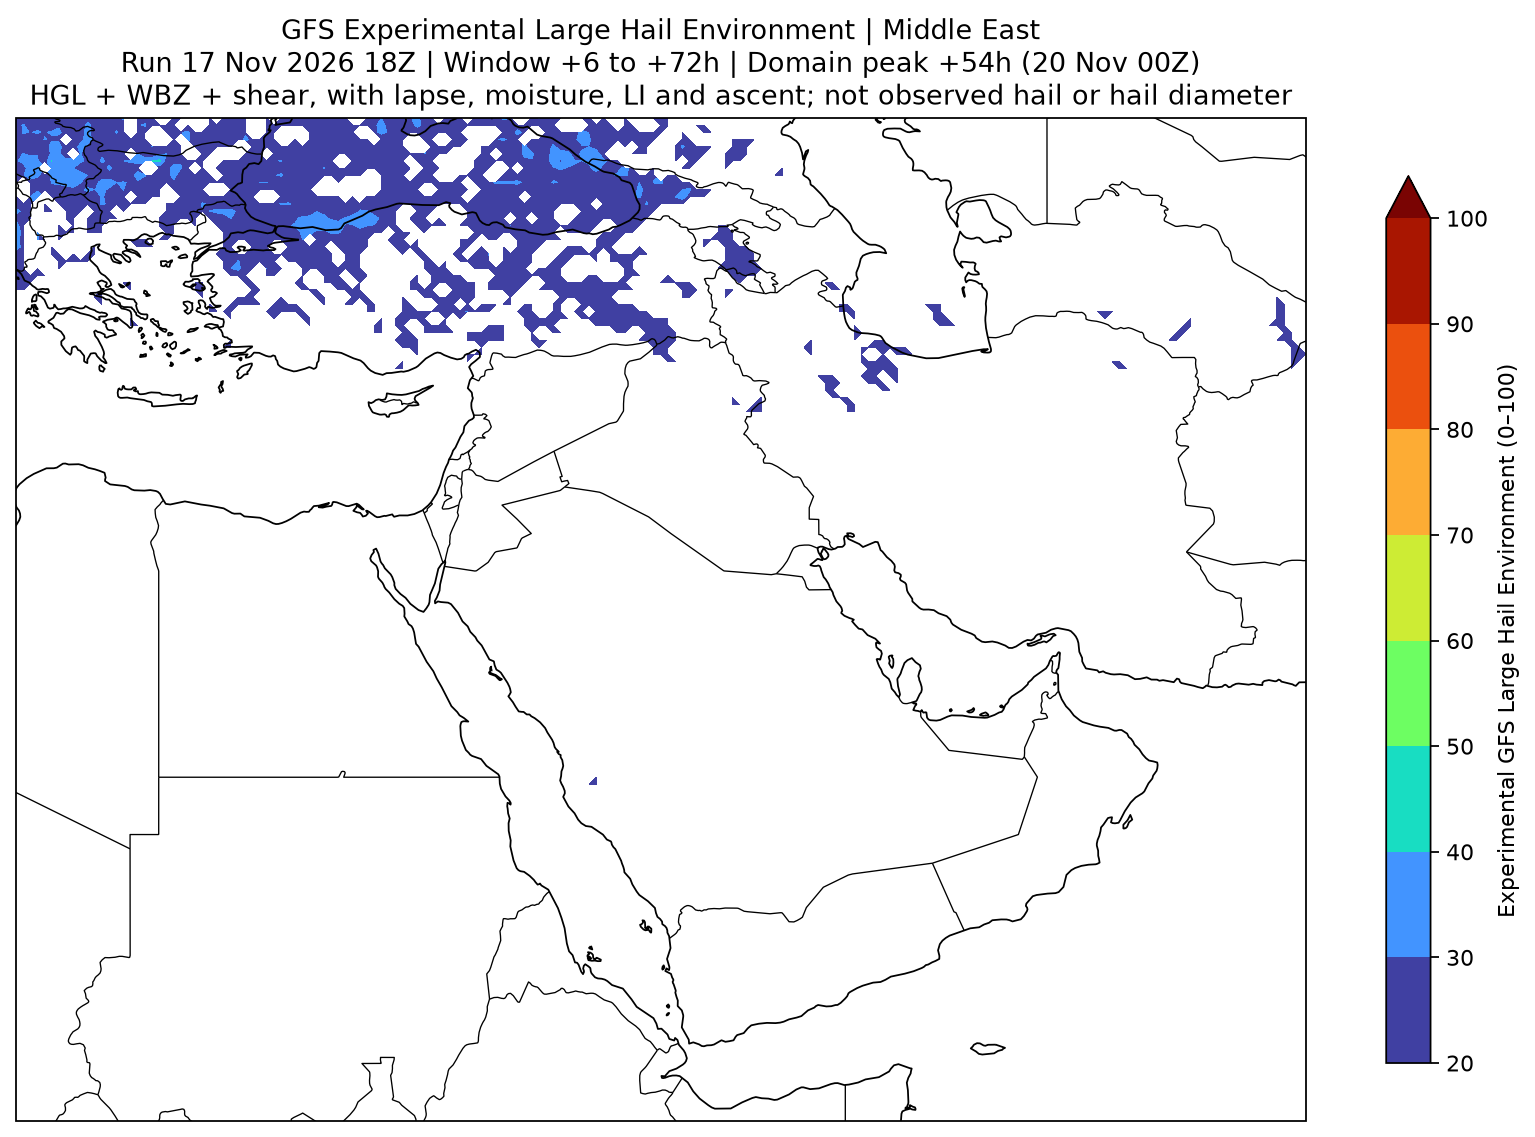 GFS Experimental Large Hail Environment | Middle East
Run 17 Nov 2026 18Z | Window +6 to +72h | Domain peak +54h (20 Nov 00Z)
HGL + WBZ + shear, with lapse, moisture, LI and ascent; not observed hail or hail diameter
100
90
80
70
60
50
40
30
20
Experimental GFS Large Hail Environment (0–100)